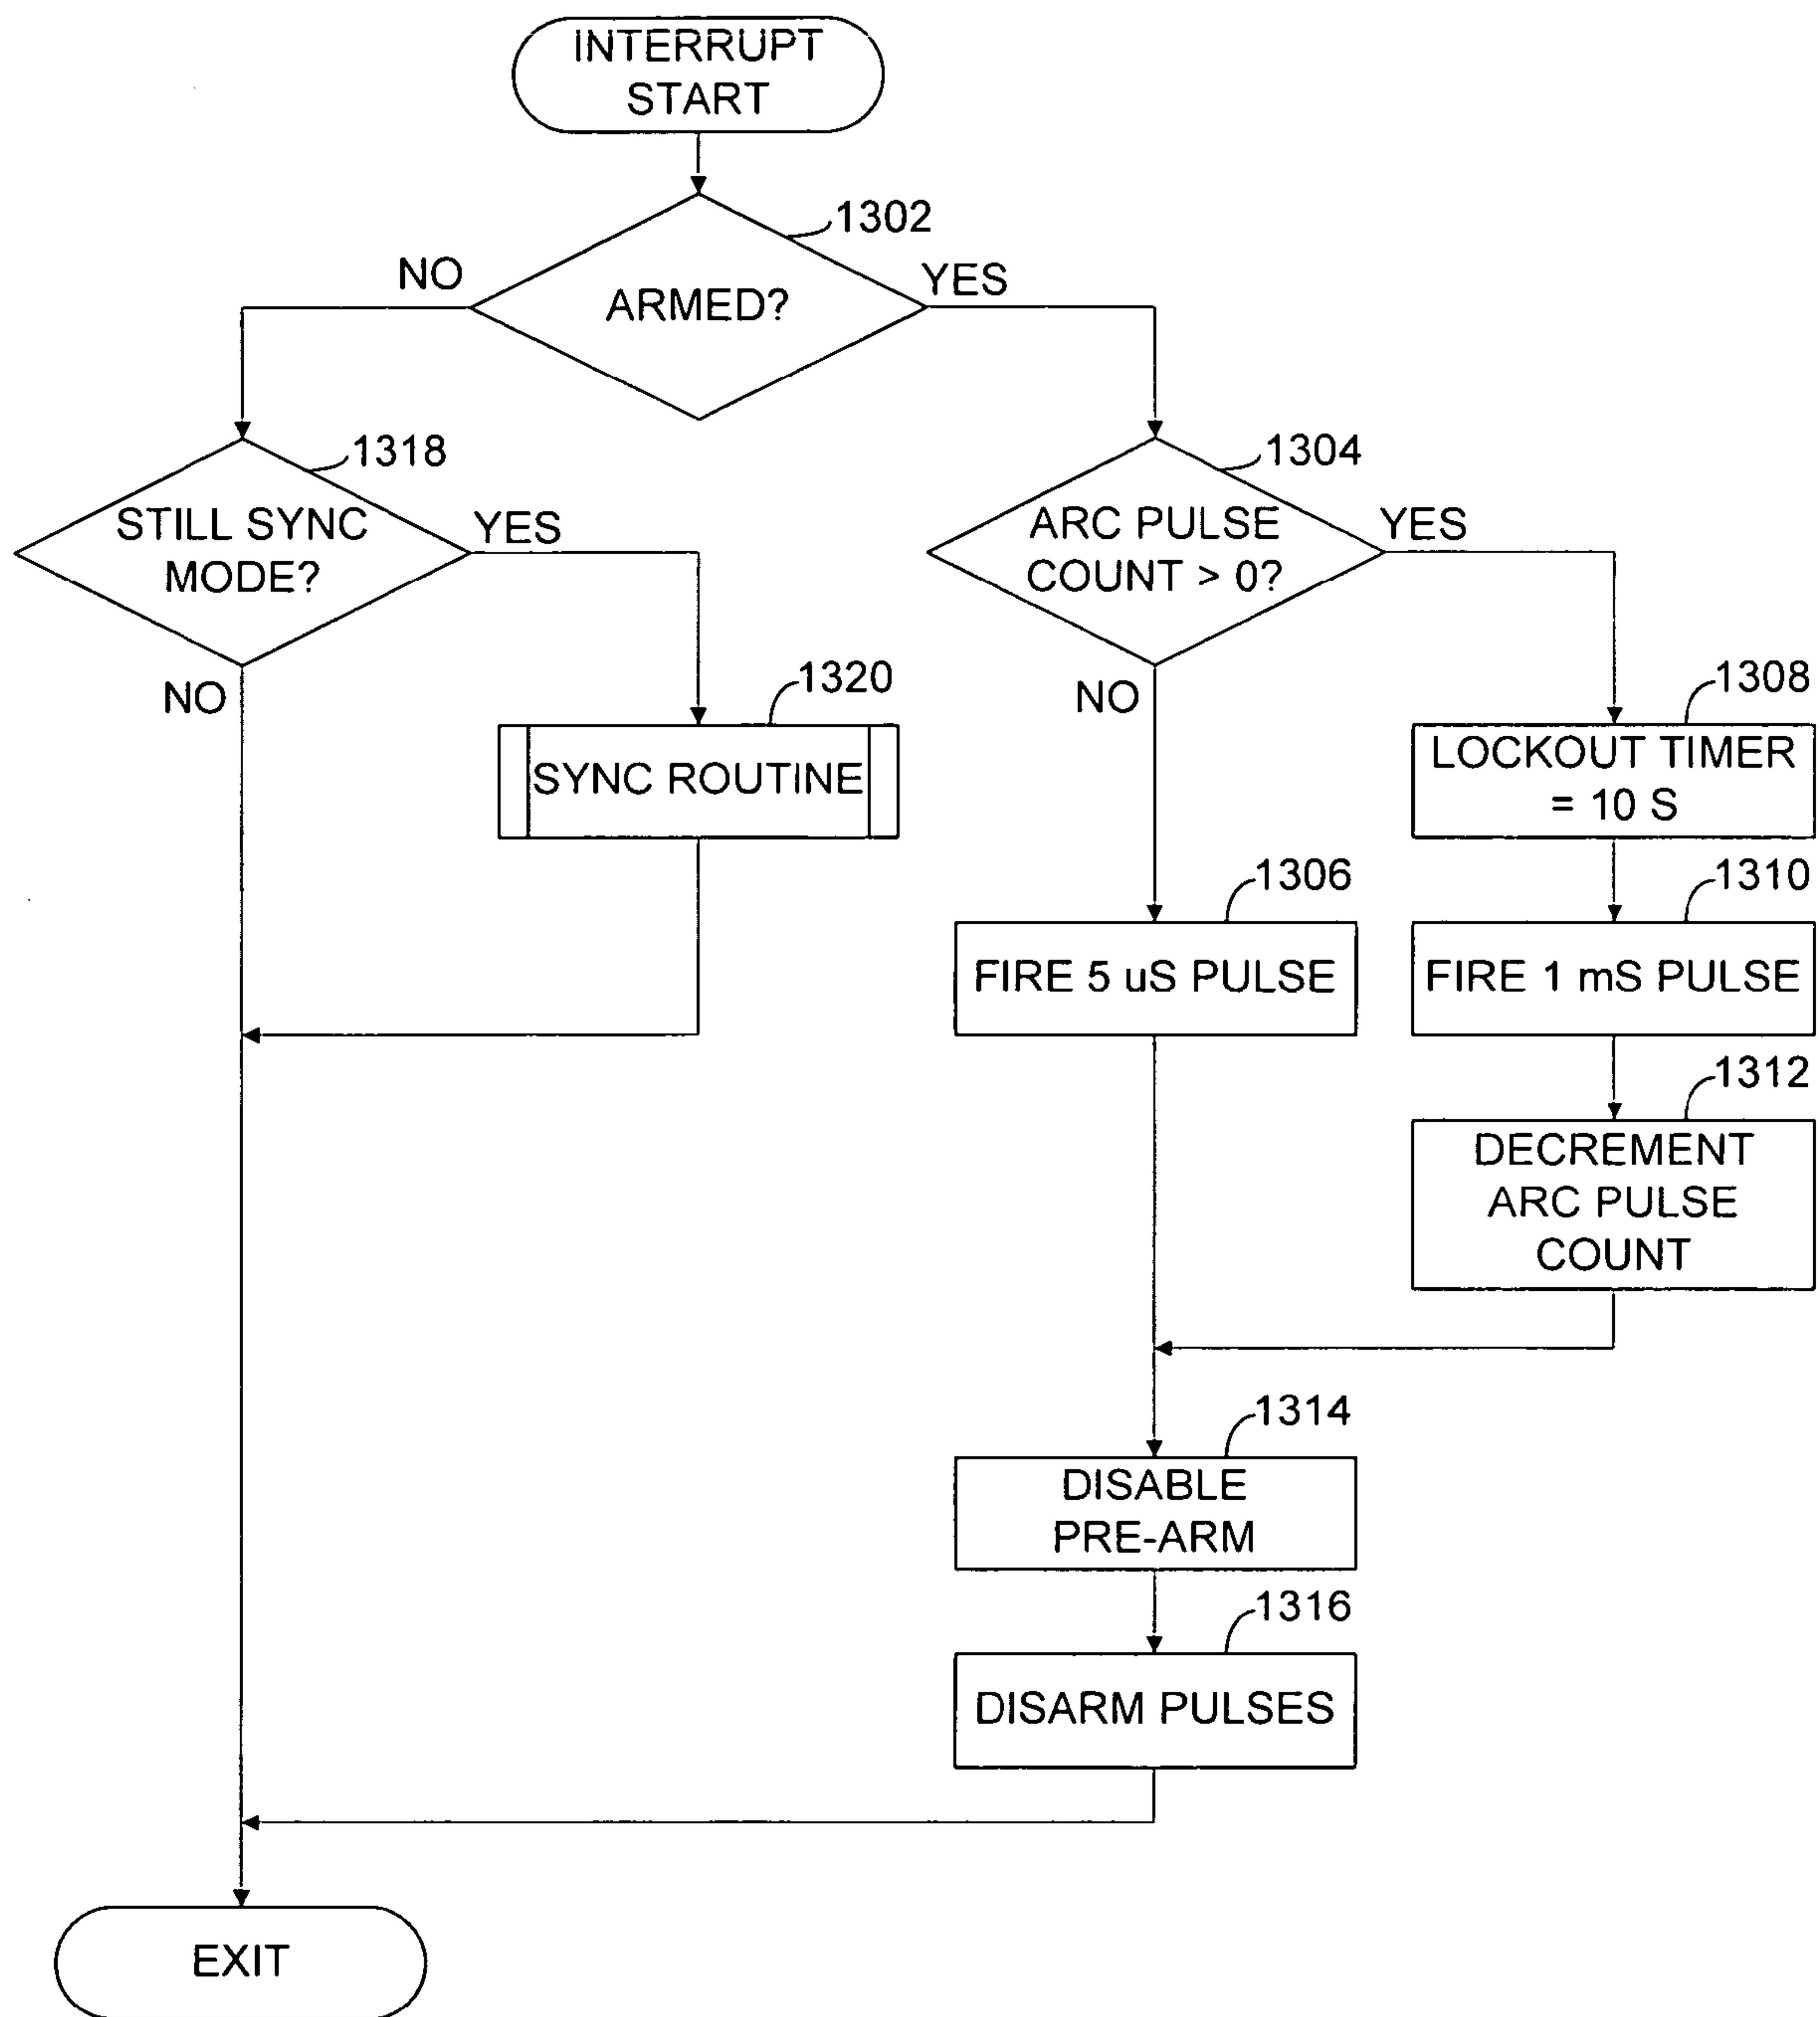 INTERRUPT
START
1302
NO
YES
ARMED?
1318
1304
STILL SYNC
MODE?
YES
ARC PULSE
COUNT > 0?
YES
NO
1320
NO
1308
SYNC ROUTINE
LOCKOUT TIMER
= 10 S
1306
1310
FIRE 5 uS PULSE
FIRE 1 mS PULSE
1312
DECREMENT
ARC PULSE
COUNT
1314
DISABLE
PRE-ARM
1316
DISARM PULSES
EXIT